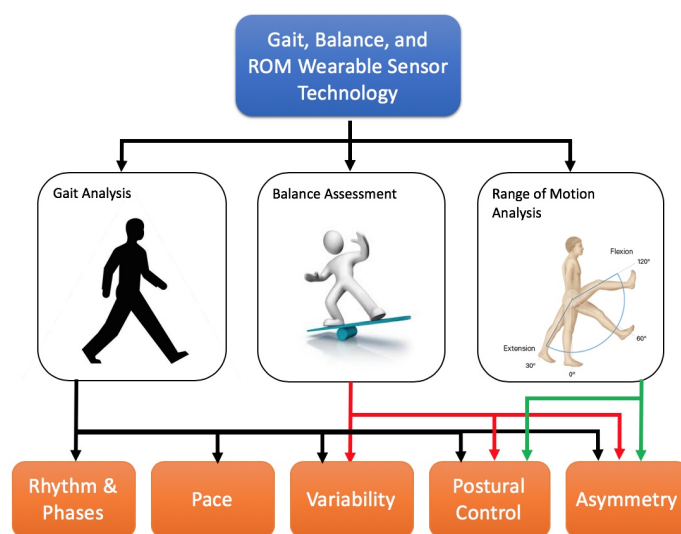 Gait, Balance, and
ROM Wearable Sensor
Technology
Gait Analysis
Balance Assessment
Range of Motion
Analysis
Flexion
120°
60°
Extension
30°
0°
Rhythm &
Phases
Pace
Variability
Postural
Control
Asymmetry